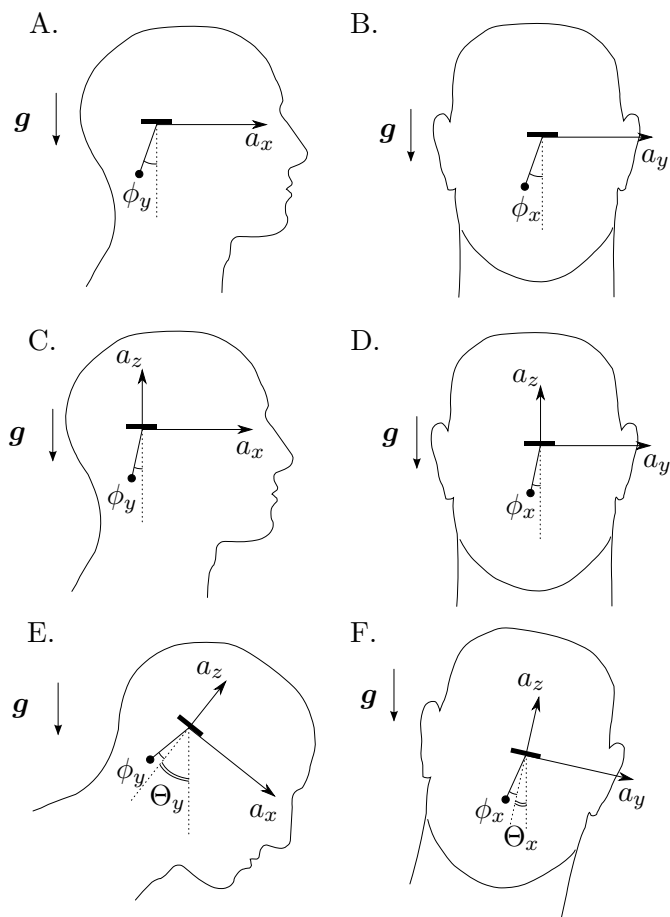 A. B.
g a_x g a_y
ϕ_y ϕ_x
C. D.
a_z a_z
g a_x g a_y
ϕ_y ϕ_x
E. F.
a_z a_z
g g
ϕ_y a_y
Θ_y a_x ϕ_x
Θ_x